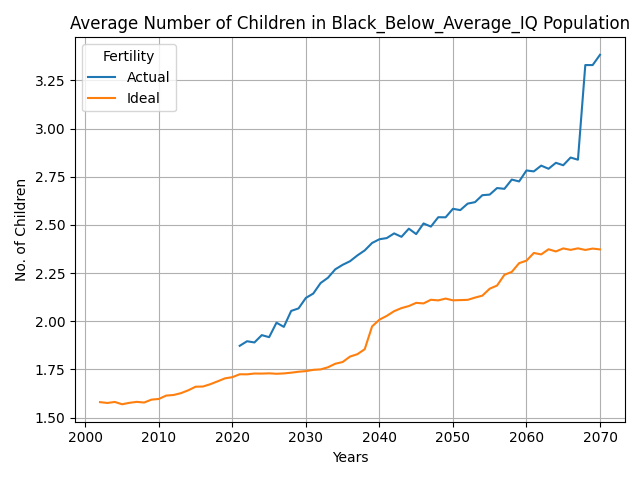 Average Number of Children in Black_Below_Average_IQ Population
Fertility
Actual
Ideal
3.25
3.00
2.75
2.50
2.25
2.00
1.75
1.50
No. of Children
2000 2010 2020 2030 2040 2050 2060 2070
Years